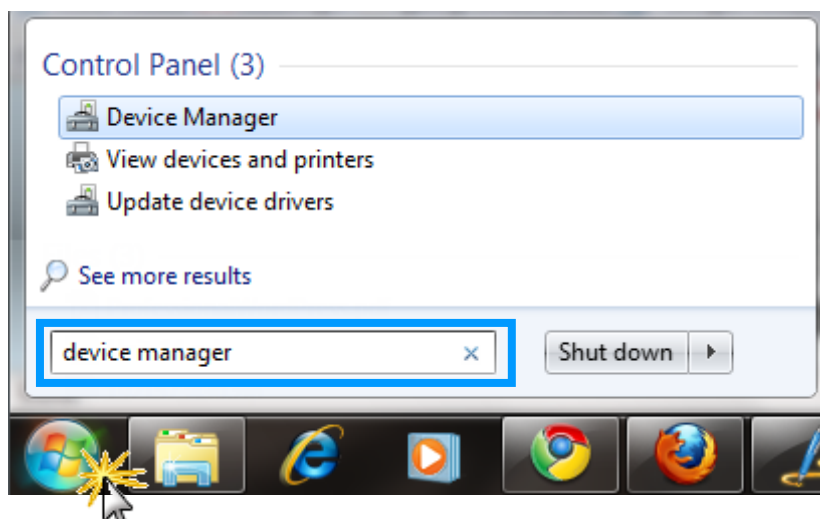 Control Panel (3)
Device Manager
View devices and printers
Update device drivers
See more results
device manager
Shut down